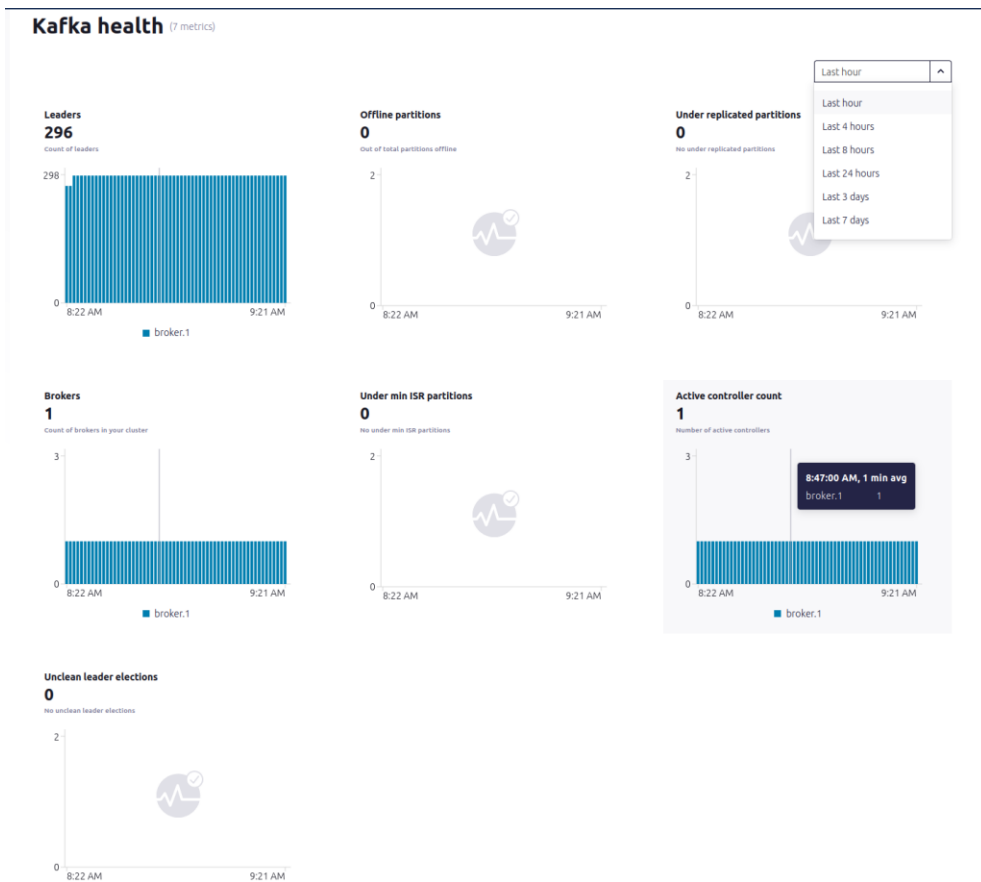 Kafka health (7 metrics)
Last hour
Last hour
Last 4 hours
Last 8 hours
Last 24 hours
Last 3 days
Last 7 days
Leaders
296
Count of leaders
298
0
8:22 AM 9:21 AM
broker.1
Offline partitions
0
Out of total partitions offline
2
0
8:22 AM 9:21 AM
Under replicated partitions
0
No under replicated partitions
2
0
8:22 AM 9:21 AM
Brokers
1
Count of brokers in your cluster
3
0
8:22 AM 9:21 AM
broker.1
Under min ISR partitions
0
No under min ISR partitions
2
0
8:22 AM 9:21 AM
Active controller count
1
Number of active controllers
3
8:47:00 AM, 1 min avg
broker.1 1
0
8:22 AM 9:21 AM
broker.1
Unclean leader elections
0
No unclean leader elections
2
0
8:22 AM 9:21 AM